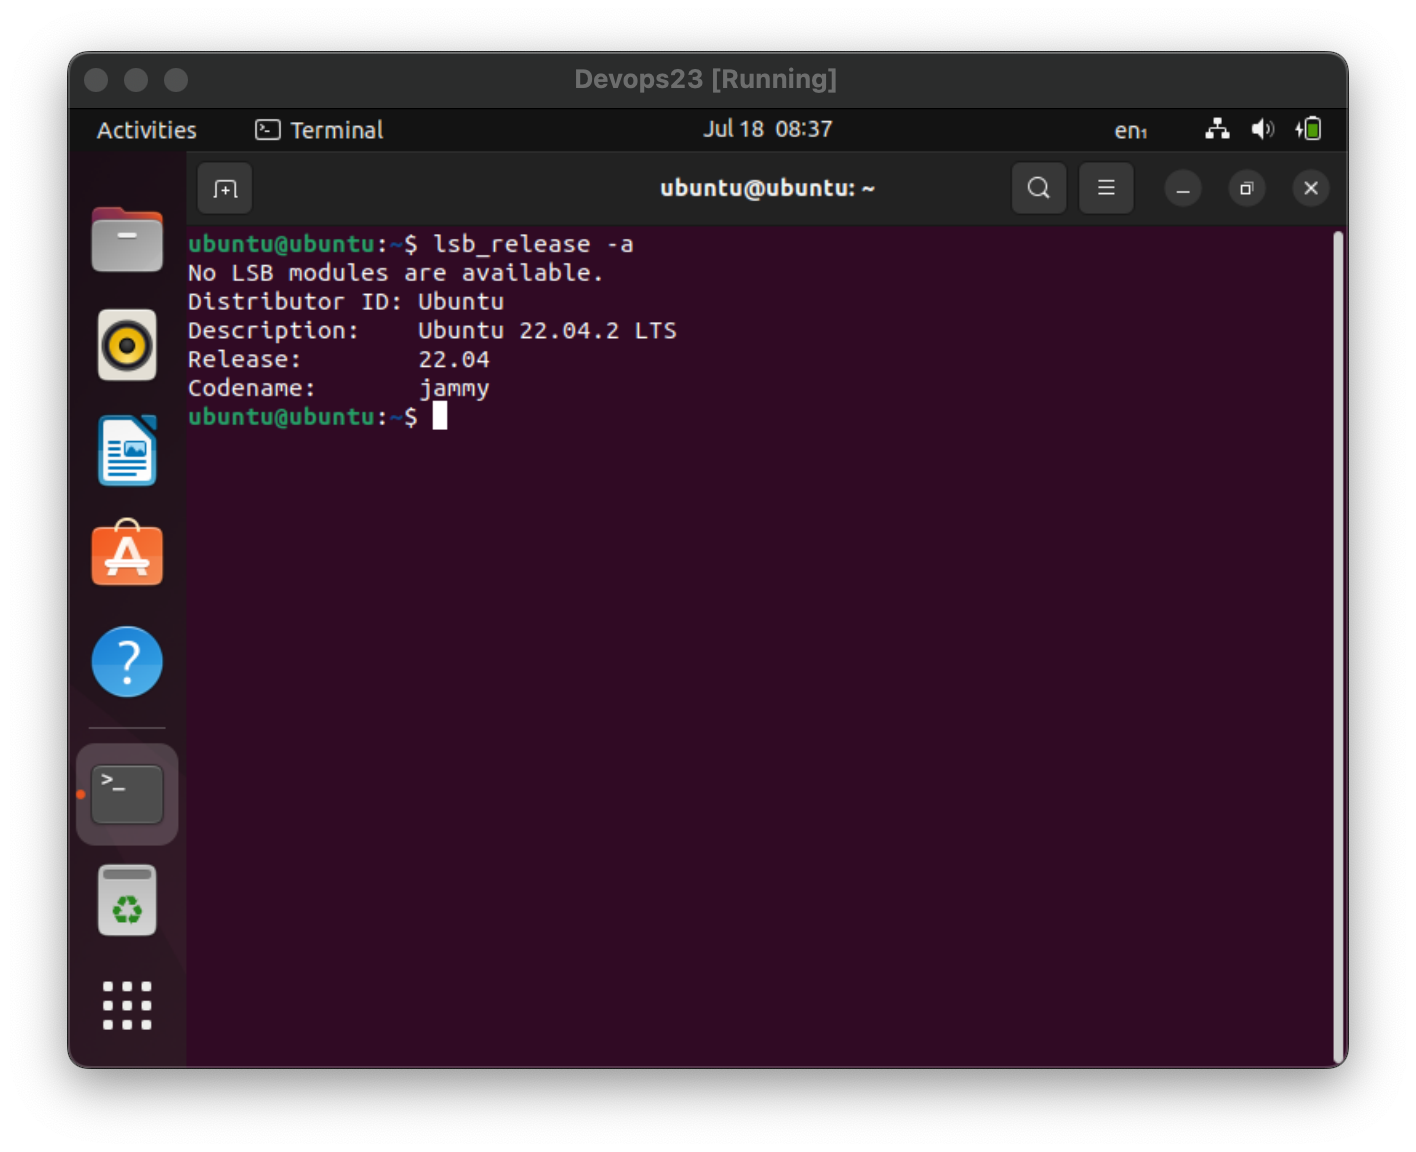 Devops23 [Running]
Activities Terminal Jul 18 08:37 en₁
ubuntu@ubuntu: ~
ubuntu@ubuntu:~$ lsb_release -a
No LSB modules are available.
Distributor ID: Ubuntu
Description:    Ubuntu 22.04.2 LTS
Release:        22.04
Codename:       jammy
ubuntu@ubuntu:~$